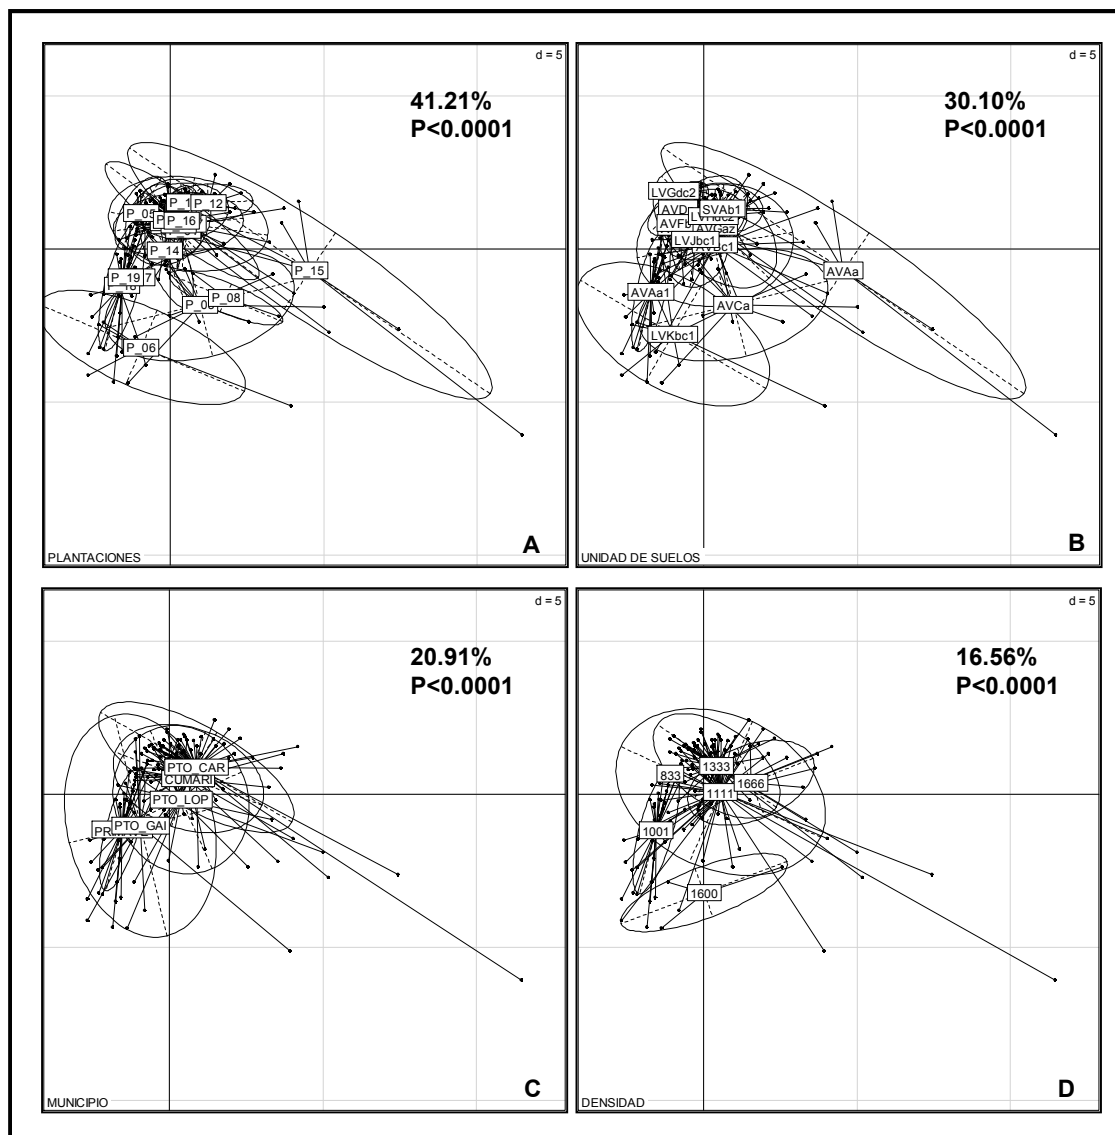 d = 5
41.21%
P<0.0001
P_12
P_05
P_16
P_14
P_19
P_15
P_08
P_06
PLANTACIONES
A
d = 5
30.10%
P<0.0001
LVGdc2
SVAb1
LVJbc1
AVAa
AVAa1
AVCa
LVKbc1
UNIDAD DE SUELOS
B
d = 5
20.91%
P<0.0001
PTO_CAR
CUMARI
PTO_LOP
PTO_GAI
MUNICIPIO
C
d = 5
16.56%
P<0.0001
1333
833
1666
1111
1001
1600
DENSIDAD
D